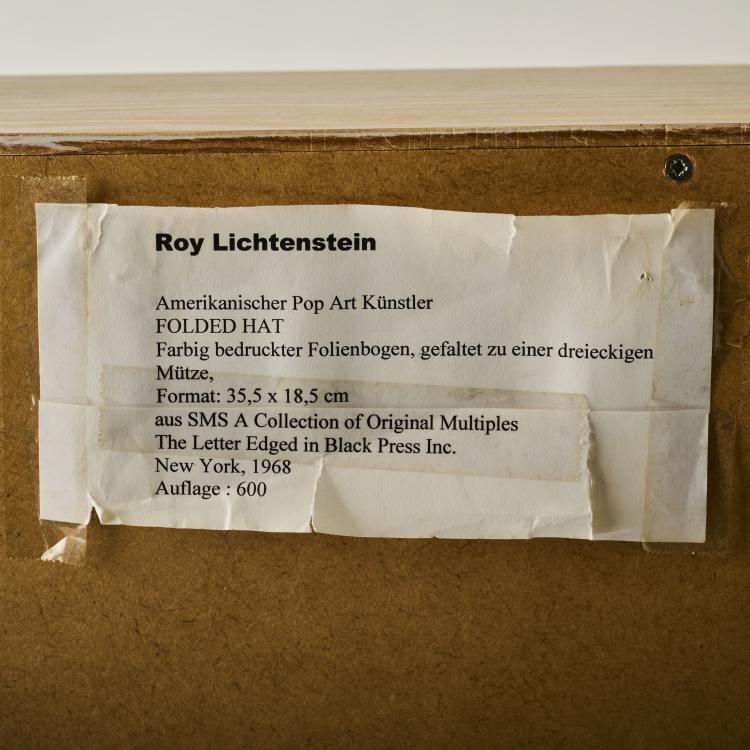 Roy Lichtenstein
Amerikanischer Pop Art Künstler
FOLDED HAT
Farbig bedruckter Folienbogen, gefaltet zu einer dreieckigen
Mütze,
Format: 35,5 x 18,5 cm
aus SMS A Collection of Original Multiples
The Letter Edged in Black Press Inc.
New York, 1968
Auflage : 600